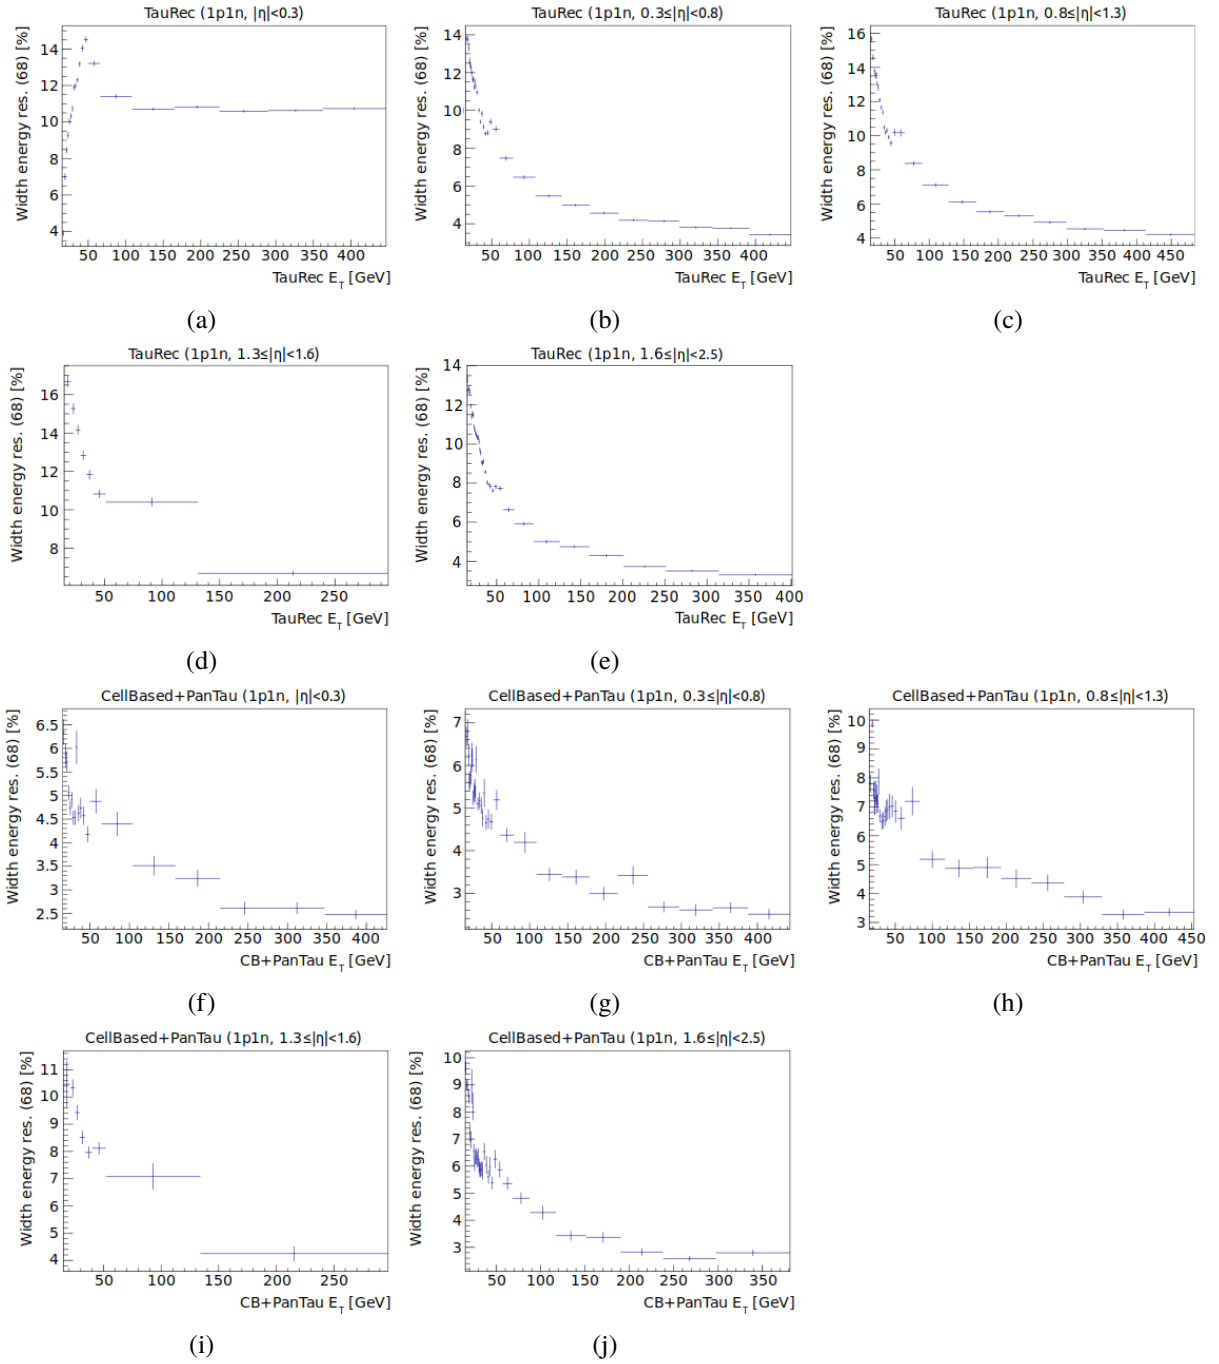 TauRec (1p1n, |η|<0.3)
Width energy res. (68) [%]
14
12
10
8
6
4
50 100 150 200 250 300 350 400
TauRec E_T [GeV]
(a)
TauRec (1p1n, 0.3≤|η|<0.8)
Width energy res. (68) [%]
14
12
10
8
6
4
50 100 150 200 250 300 350 400
TauRec E_T [GeV]
(b)
TauRec (1p1n, 0.8≤|η|<1.3)
Width energy res. (68) [%]
16
14
12
10
8
6
4
50 100 150 200 250 300 350 400 450
TauRec E_T [GeV]
(c)
TauRec (1p1n, 1.3≤|η|<1.6)
Width energy res. (68) [%]
16
14
12
10
8
50 100 150 200 250
TauRec E_T [GeV]
(d)
TauRec (1p1n, 1.6≤|η|<2.5)
Width energy res. (68) [%]
14
12
10
8
6
4
50 100 150 200 250 300 350 400
TauRec E_T [GeV]
(e)
CellBased+PanTau (1p1n, |η|<0.3)
Width energy res. (68) [%]
6.5
6
5.5
5
4.5
4
3.5
3
2.5
50 100 150 200 250 300 350 400
CB+PanTau E_T [GeV]
(f)
CellBased+PanTau (1p1n, 0.3≤|η|<0.8)
Width energy res. (68) [%]
7
6
5
4
3
50 100 150 200 250 300 350 400
CB+PanTau E_T [GeV]
(g)
CellBased+PanTau (1p1n, 0.8≤|η|<1.3)
Width energy res. (68) [%]
10
9
8
7
6
5
4
3
50 100 150 200 250 300 350 400 450
CB+PanTau E_T [GeV]
(h)
CellBased+PanTau (1p1n, 1.3≤|η|<1.6)
Width energy res. (68) [%]
11
10
9
8
7
6
5
4
50 100 150 200 250
CB+PanTau E_T [GeV]
(i)
CellBased+PanTau (1p1n, 1.6≤|η|<2.5)
Width energy res. (68) [%]
10
9
8
7
6
5
4
3
50 100 150 200 250 300 350
CB+PanTau E_T [GeV]
(j)